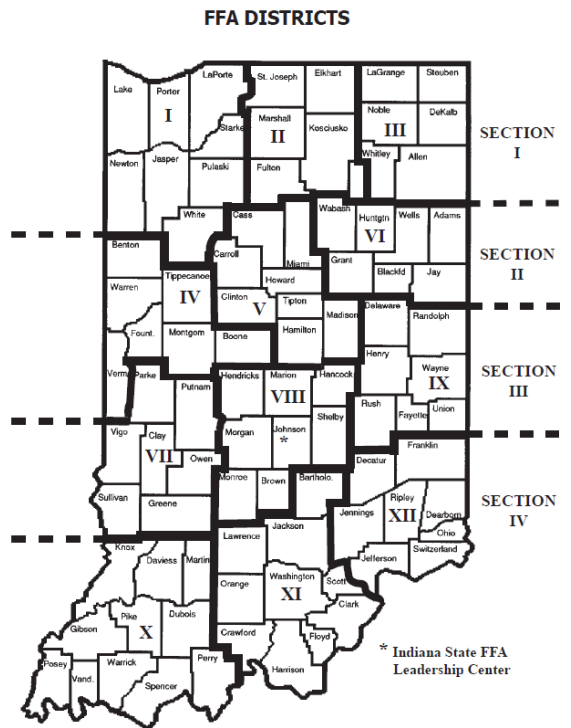 FFA DISTRICTS
LaPorte
St. Joseph
Elkhart
LaGrange
Steuben
Lake
Porter
I
Starke
Marshall
II
Kosciusko
Noble
III
DeKalb
SECTION
I
Newton
Jasper
Pulaski
Fulton
Whitley
Allen
White
Cass
Wabash
Huntgtn
Wells
Adams
VI
Benton
Carroll
Miami
Grant
Blackfd
Jay
SECTION
II
Warren
Tippecanoe
IV
Howard
Clinton
V
Tipton
Fount.
Montgom
Boone
Hamilton
Madison
Delaware
Randolph
Henry
Wayne
IX
SECTION
III
Verm
Parke
Putnam
Hendricks
Marion
Hancock
VIII
Rush
Fayette
Union
Vigo
Clay
VII
Owen
Morgan
Johnson
*
Shelby
Decatur
Franklin
Sullivan
Greene
Monroe
Brown
Bartholo.
Jennings
Ripley
XII
Dearborn
Ohio
SECTION
IV
Knox
Daviess
Martin
Lawrence
Jackson
Jefferson
Switzerland
Orange
Washington
XI
Scott
Clark
Gibson
Pike
X
Dubois
Crawford
Floyd
Harrison
Posey
Vand.
Warrick
Spencer
Perry
* Indiana State FFA
Leadership Center